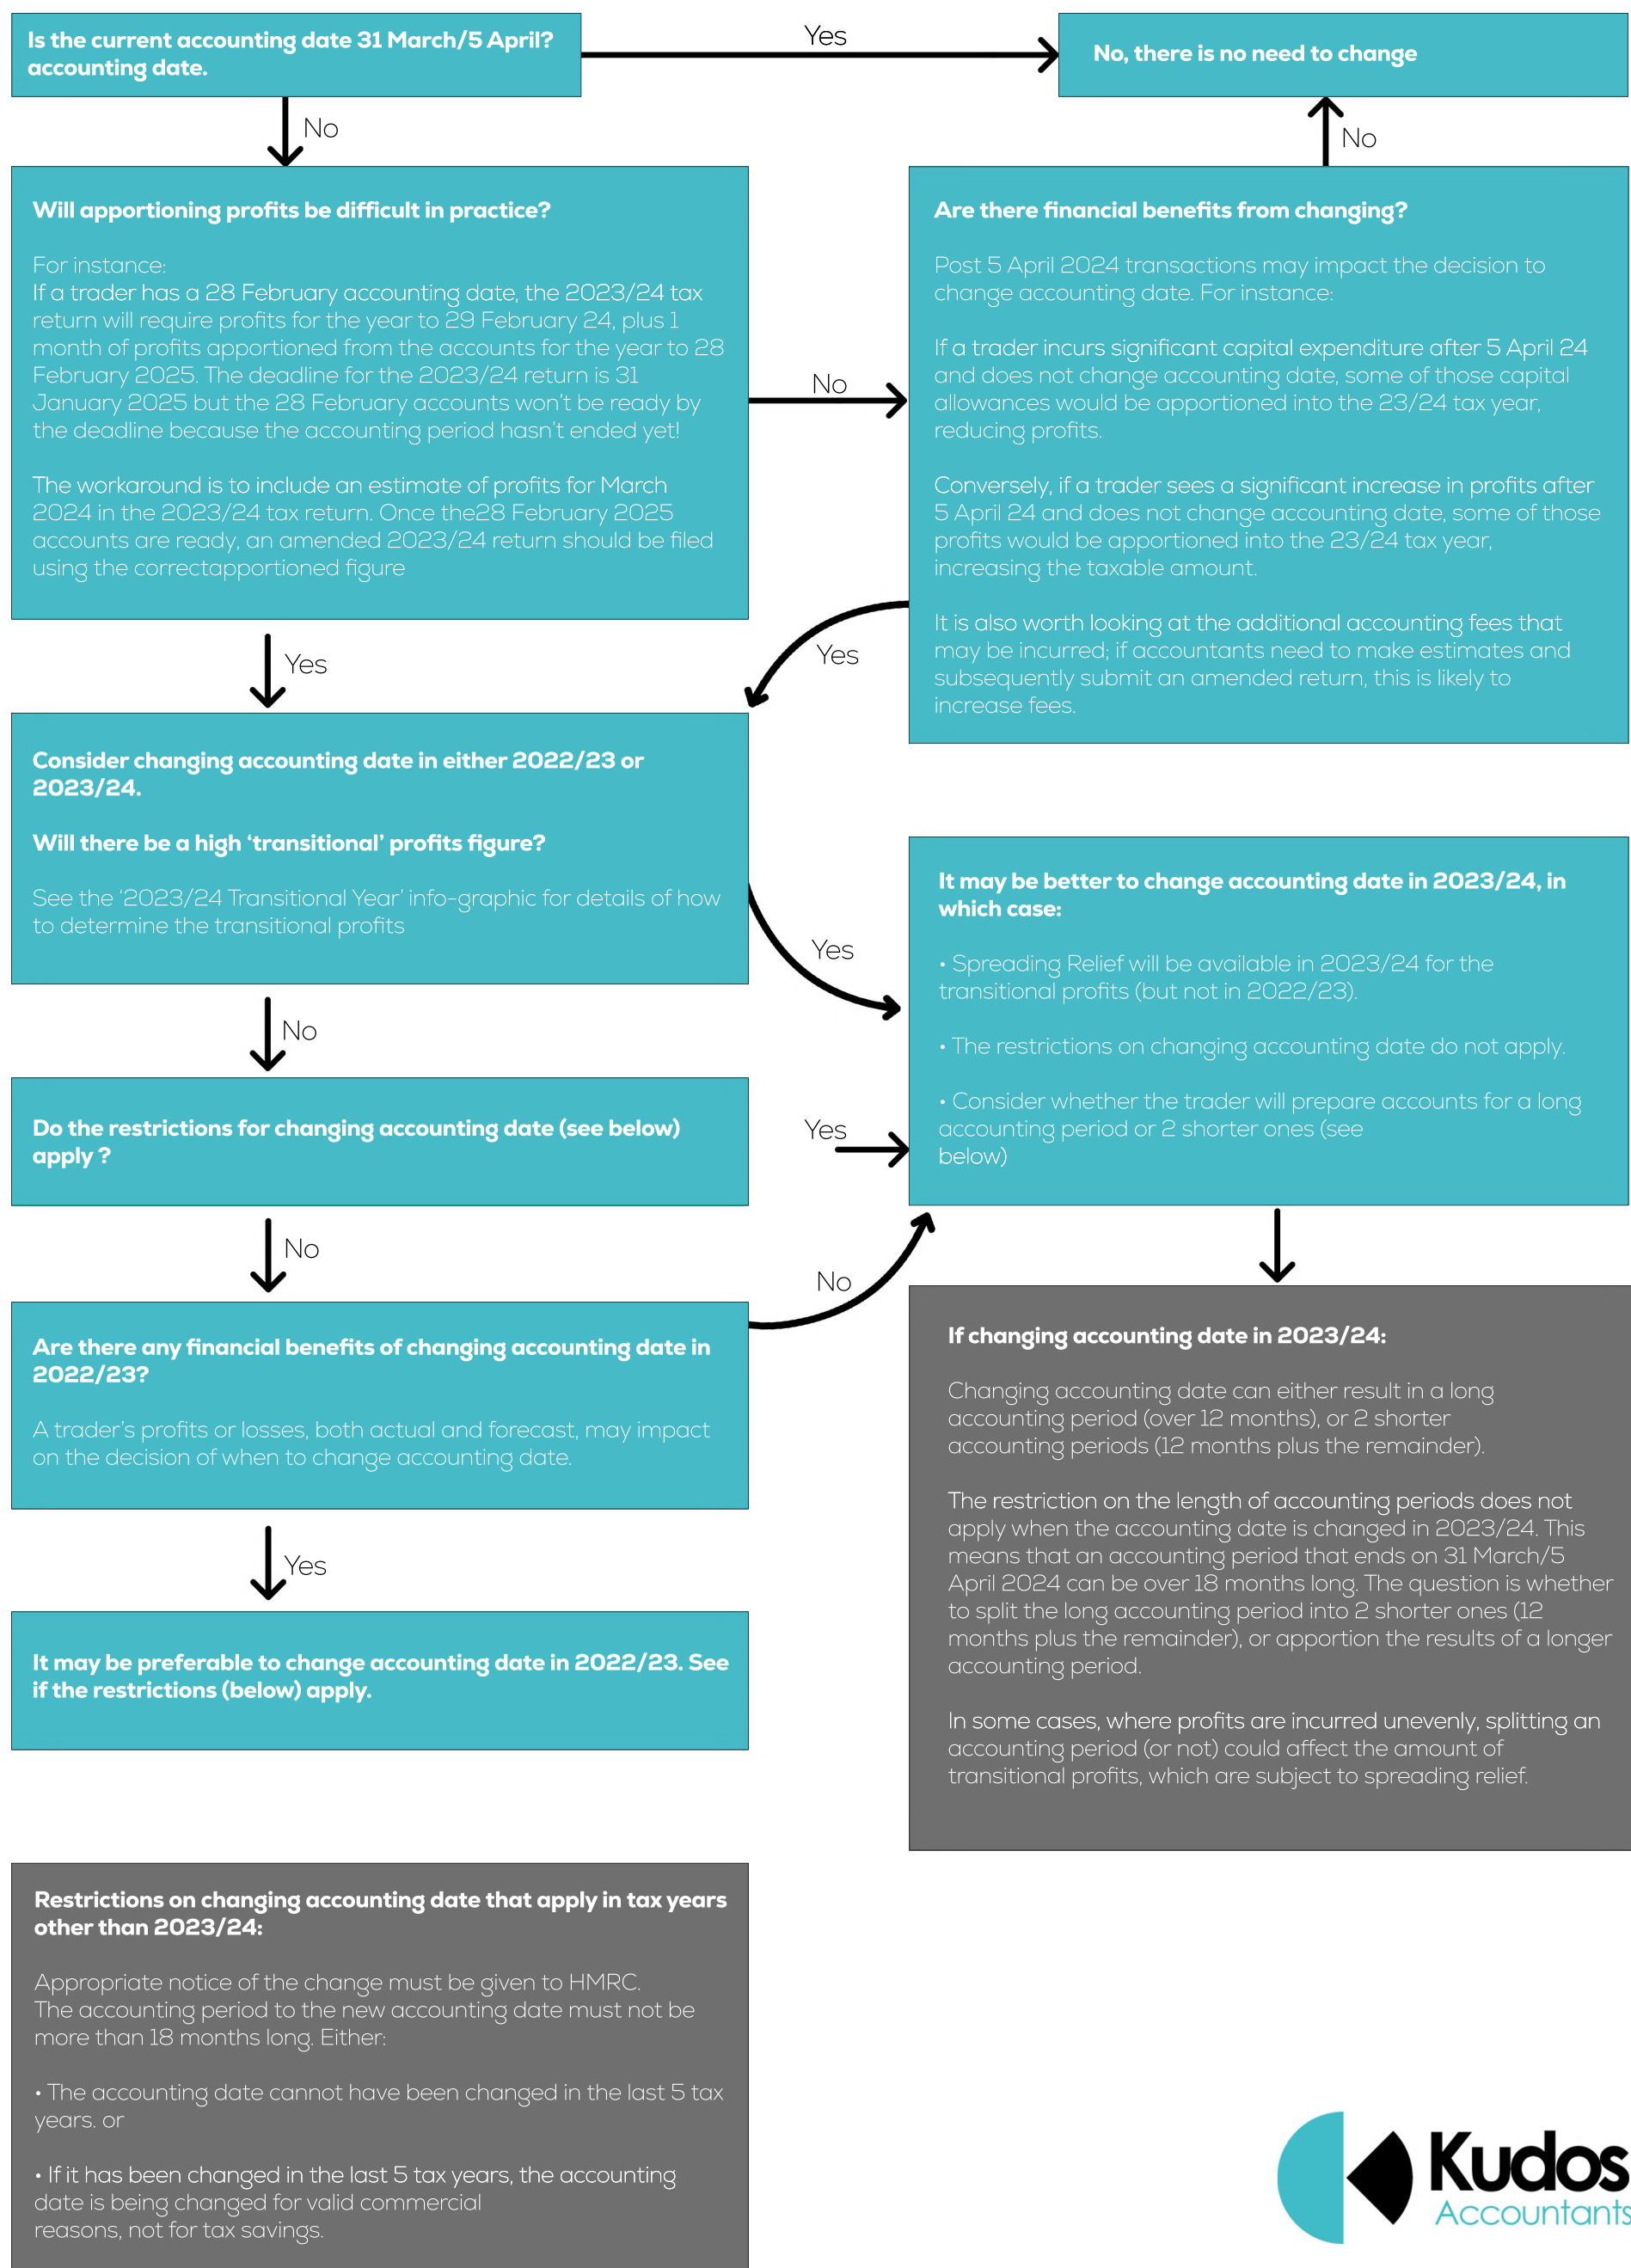 Is the current accounting date 31 March/5 April?
accounting date.
Yes
No, there is no need to change
No
No
Will apportioning profits be difficult in practice?
For instance:
If a trader has a 28 February accounting date, the 2023/24 tax
return will require profits for the year to 29 February 24, plus 1
month of profits apportioned from the accounts for the year to 28
February 2025. The deadline for the 2023/24 return is 31
January 2025 but the 28 February accounts won't be ready by
the deadline because the accounting period hasn't ended yet!
The workaround is to include an estimate of profits for March
2024 in the 2023/24 tax return. Once the28 February 2025
accounts are ready, an amended 2023/24 return should be filed
using the correctapportioned figure
No
Are there financial benefits from changing?
Post 5 April 2024 transactions may impact the decision to
change accounting date. For instance:
If a trader incurs significant capital expenditure after 5 April 24
and does not change accounting date, some of those capital
allowances would be apportioned into the 23/24 tax year,
reducing profits.
Conversely, if a trader sees a significant increase in profits after
5 April 24 and does not change accounting date, some of those
profits would be apportioned into the 23/24 tax year,
increasing the taxable amount.
It is also worth looking at the additional accounting fees that
may be incurred; if accountants need to make estimates and
subsequently submit an amended return, this is likely to
increase fees.
Yes
Yes
Consider changing accounting date in either 2022/23 or
2023/24.
Will there be a high ‘transitional’ profits figure?
See the ‘2023/24 Transitional Year’ info-graphic for details of how
to determine the transitional profits
Yes
It may be better to change accounting date in 2023/24, in
which case:
• Spreading Relief will be available in 2023/24 for the
transitional profits (but not in 2022/23).
• The restrictions on changing accounting date do not apply.
• Consider whether the trader will prepare accounts for a long
accounting period or 2 shorter ones (see
below)
No
Do the restrictions for changing accounting date (see below)
apply ?
Yes
No
No
Are there any financial benefits of changing accounting date in
2022/23?
A trader's profits or losses, both actual and forecast, may impact
on the decision of when to change accounting date.
Yes
It may be preferable to change accounting date in 2022/23. See
if the restrictions (below) apply.
If changing accounting date in 2023/24:
Changing accounting date can either result in a long
accounting period (over 12 months), or 2 shorter
accounting periods (12 months plus the remainder).
The restriction on the length of accounting periods does not
apply when the accounting date is changed in 2023/24. This
means that an accounting period that ends on 31 March/5
April 2024 can be over 18 months long. The question is whether
to split the long accounting period into 2 shorter ones (12
months plus the remainder), or apportion the results of a longer
accounting period.
In some cases, where profits are incurred unevenly, splitting an
accounting period (or not) could affect the amount of
transitional profits, which are subject to spreading relief.
Restrictions on changing accounting date that apply in tax years
other than 2023/24:
Appropriate notice of the change must be given to HMRC.
The accounting period to the new accounting date must not be
more than 18 months long. Either:
• The accounting date cannot have been changed in the last 5 tax
years. or
• If it has been changed in the last 5 tax years, the accounting
date is being changed for valid commercial
reasons, not for tax savings.
Kudos
Accountants